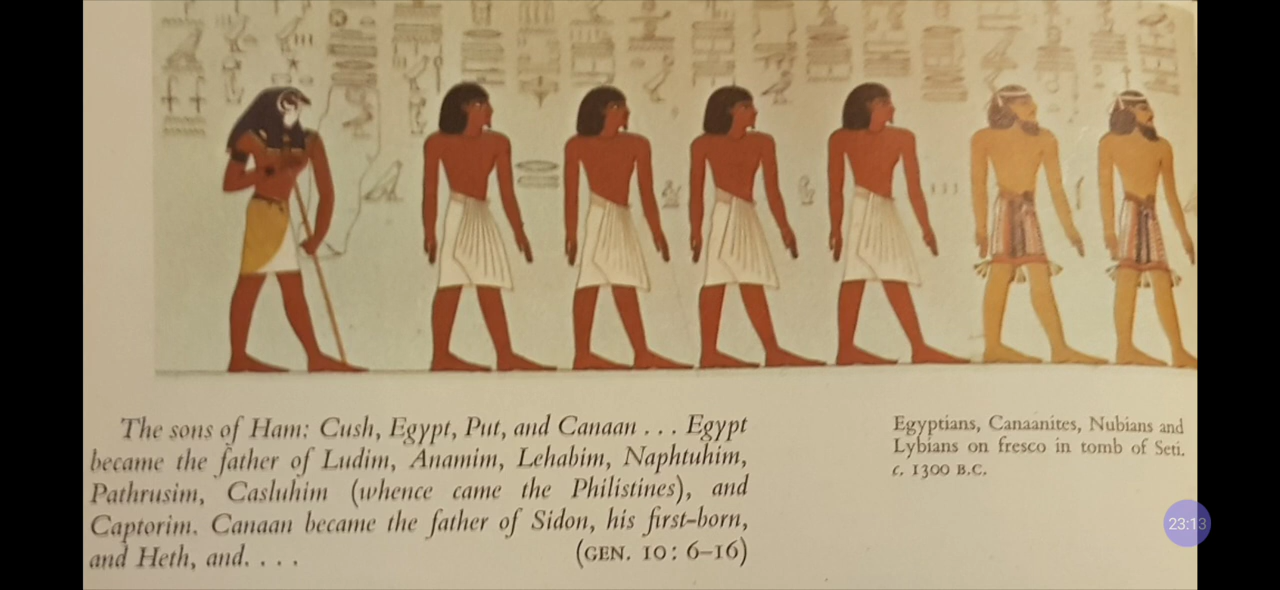 The sons of Ham: Cush, Egypt, Put, and Canaan . . . Egypt
became the father of Ludim, Anamim, Lehabim, Naphtuhim,
Pathrusim, Casluhim (whence came the Philistines), and
Captorim. Canaan became the father of Sidon, his first-born,
and Heth, and. . . .
(GEN. 10: 6–16)
Egyptians, Canaanites, Nubians and
Lybians on fresco in tomb of Seti.
c. 1300 B.C.
23:13